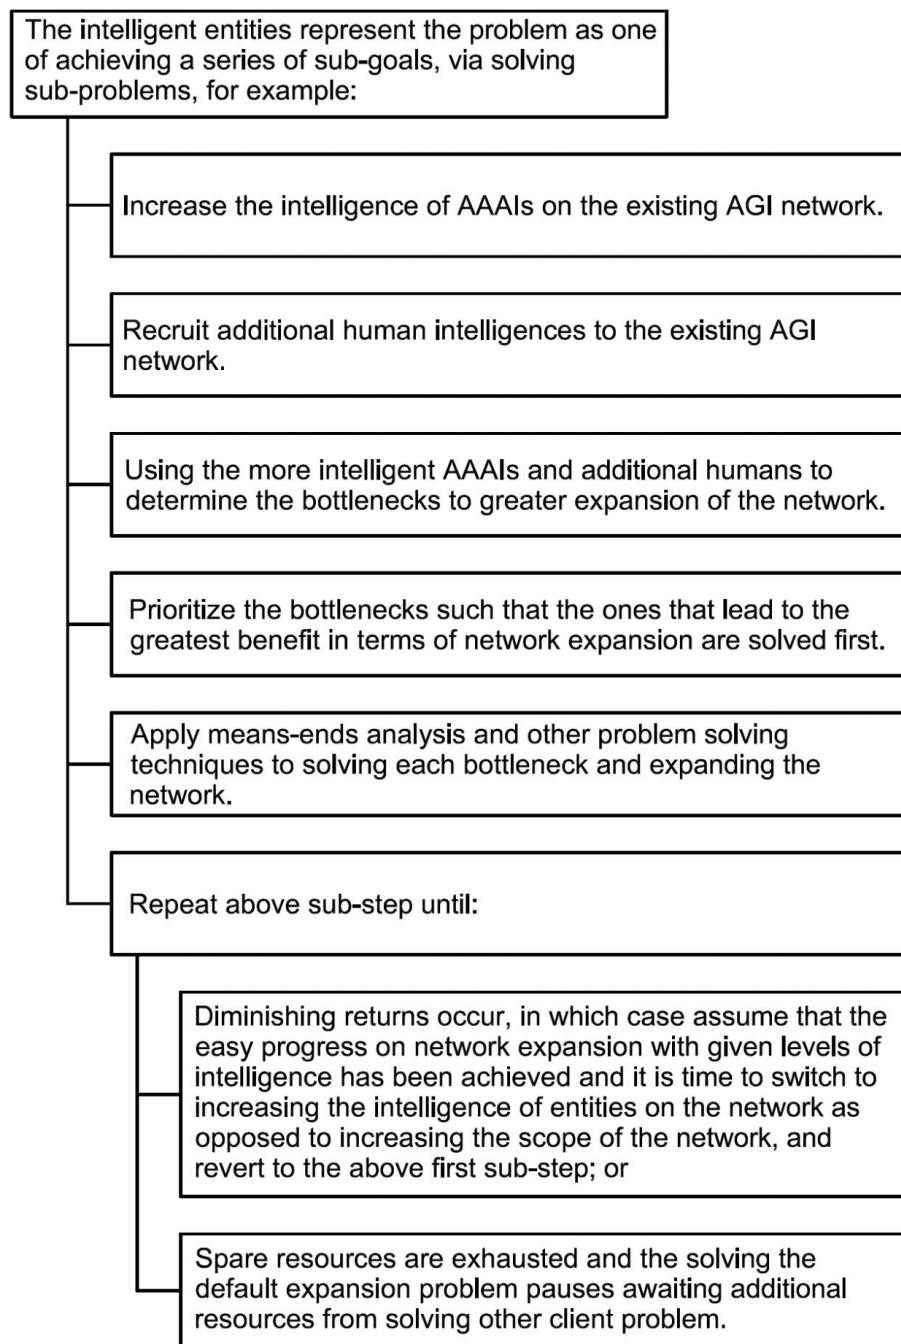 The intelligent entities represent the problem as one
of achieving a series of sub-goals, via solving
sub-problems, for example:
Increase the intelligence of AAAIs on the existing AGI network.
Recruit additional human intelligences to the existing AGI
network.
Using the more intelligent AAAIs and additional humans to
determine the bottlenecks to greater expansion of the network.
Prioritize the bottlenecks such that the ones that lead to the
greatest benefit in terms of network expansion are solved first.
Apply means-ends analysis and other problem solving
techniques to solving each bottleneck and expanding the
network.
Repeat above sub-step until:
Diminishing returns occur, in which case assume that the
easy progress on network expansion with given levels of
intelligence has been achieved and it is time to switch to
increasing the intelligence of entities on the network as
opposed to increasing the scope of the network, and
revert to the above first sub-step; or
Spare resources are exhausted and the solving the
default expansion problem pauses awaiting additional
resources from solving other client problem.